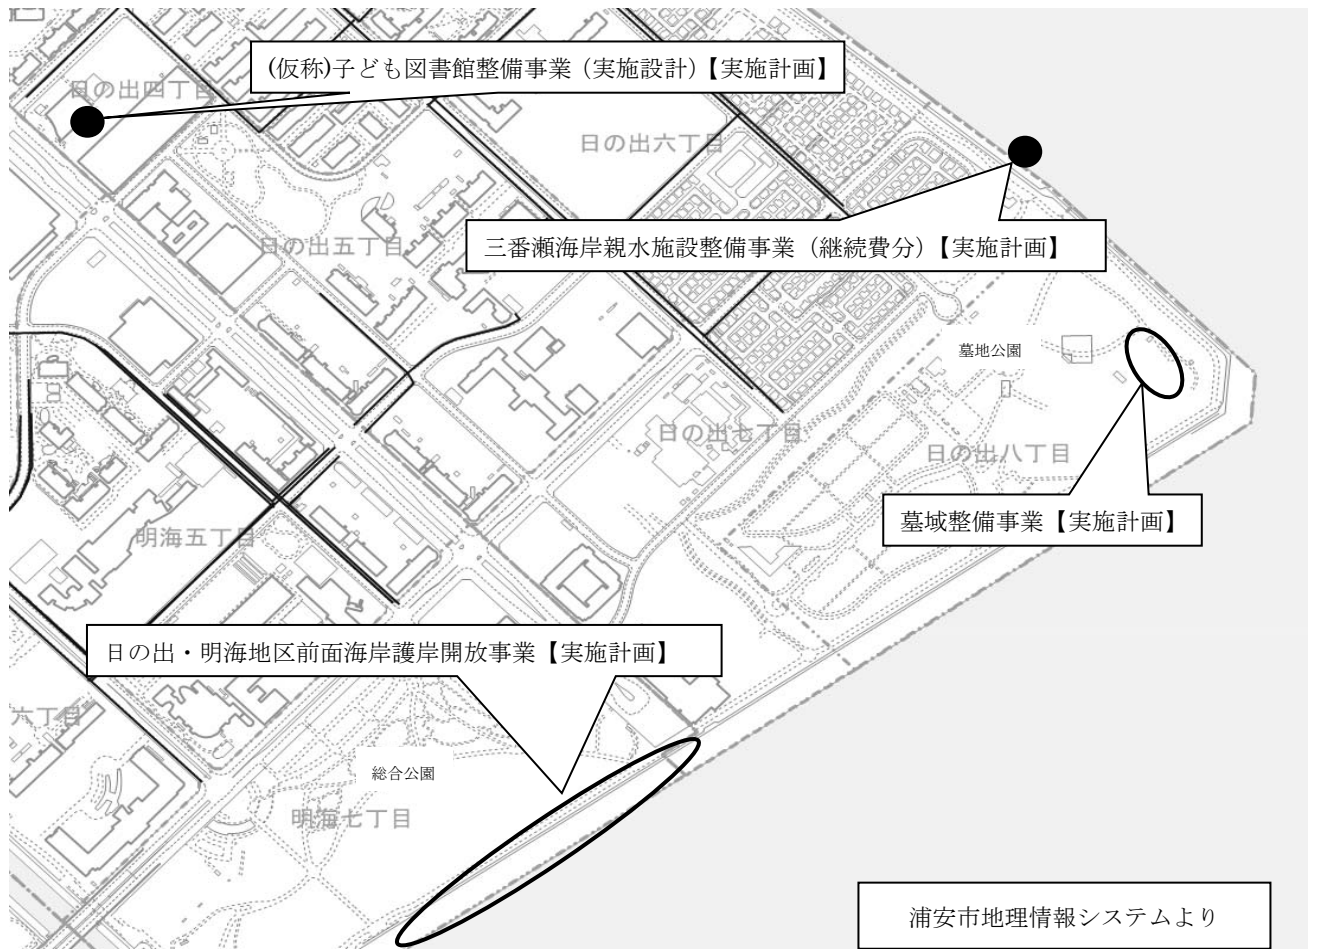 (仮称)子ども図書館整備事業（実施設計）【実施計画】
日の出四丁目
日の出六丁目
三番瀬海岸親水施設整備事業（継続費分）【実施計画】
日の出五丁目
墓地公園
日の出七丁目
日の出八丁目
墓域整備事業【実施計画】
明海五丁目
日の出・明海地区前面海岸護岸開放事業【実施計画】
六丁目
総合公園
明海七丁目
浦安市地理情報システムより